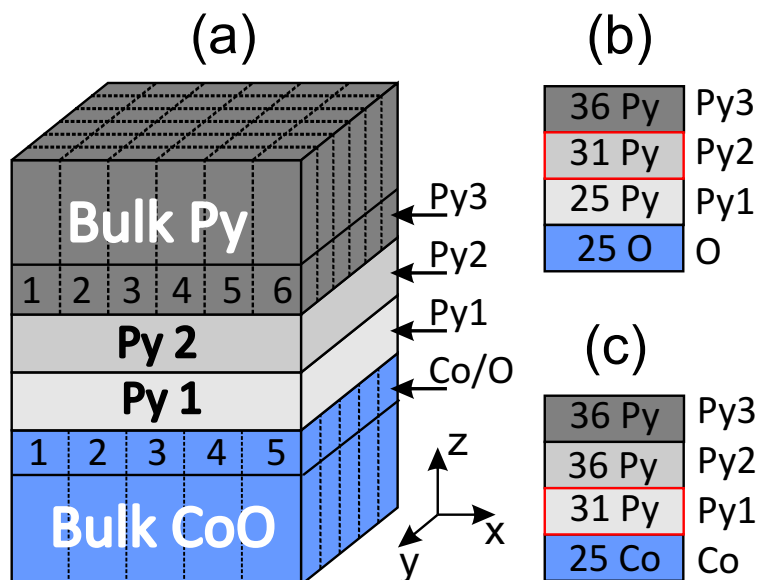 (a)
Bulk Py
1 2 3 4 5 6
Py 2
Py 1
1 2 3 4 5
Bulk CoO
Py3
Py2
Py1
Co/O
z
x
y
(b)
36 Py Py3
31 Py Py2
25 Py Py1
25 O O
(c)
36 Py Py3
36 Py Py2
31 Py Py1
25 Co Co